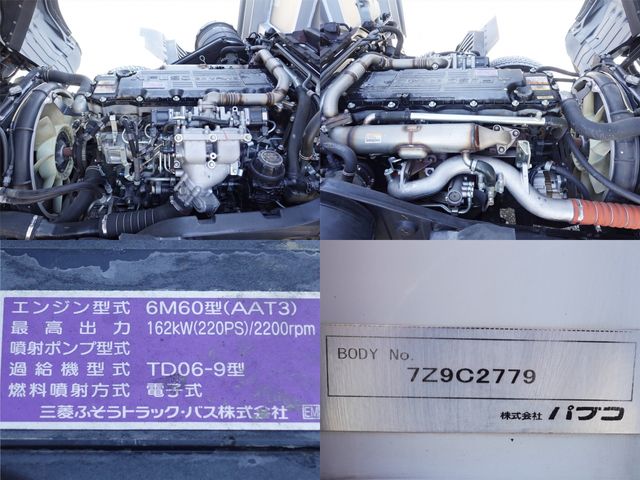 エンジン型式 6M60型(AAT3)
最高出力 162kW(220PS)/2200rpm
噴射ポンプ型式
過給機型式 TD06-9型
燃料噴射方式 電子式
三菱ふそうトラック・バス株式会社
BODY No.
7Z9C2779
株式会社 パブコ